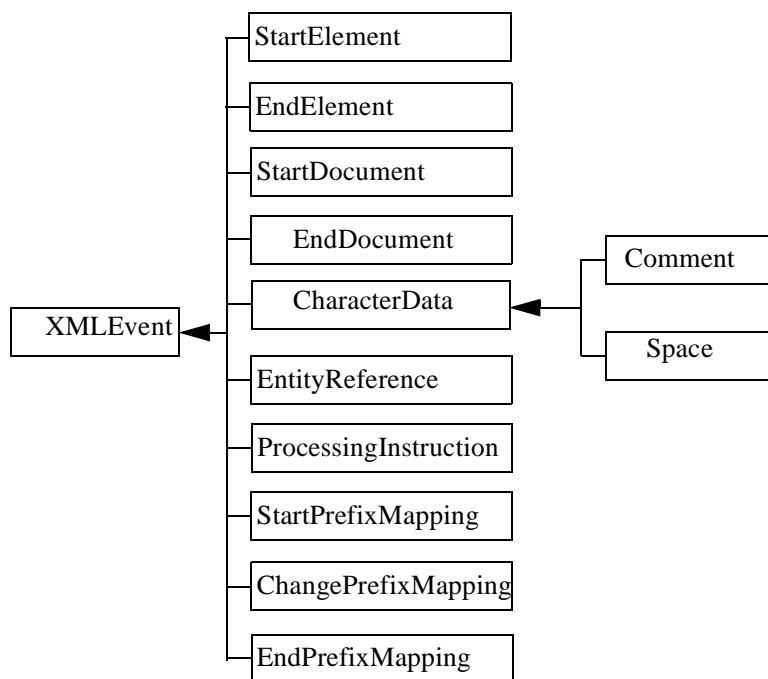 StartElement
EndElement
StartDocument
EndDocument
CharacterData
XMLEvent
EntityReference
ProcessingInstruction
StartPrefixMapping
ChangePrefixMapping
EndPrefixMapping
Comment
Space